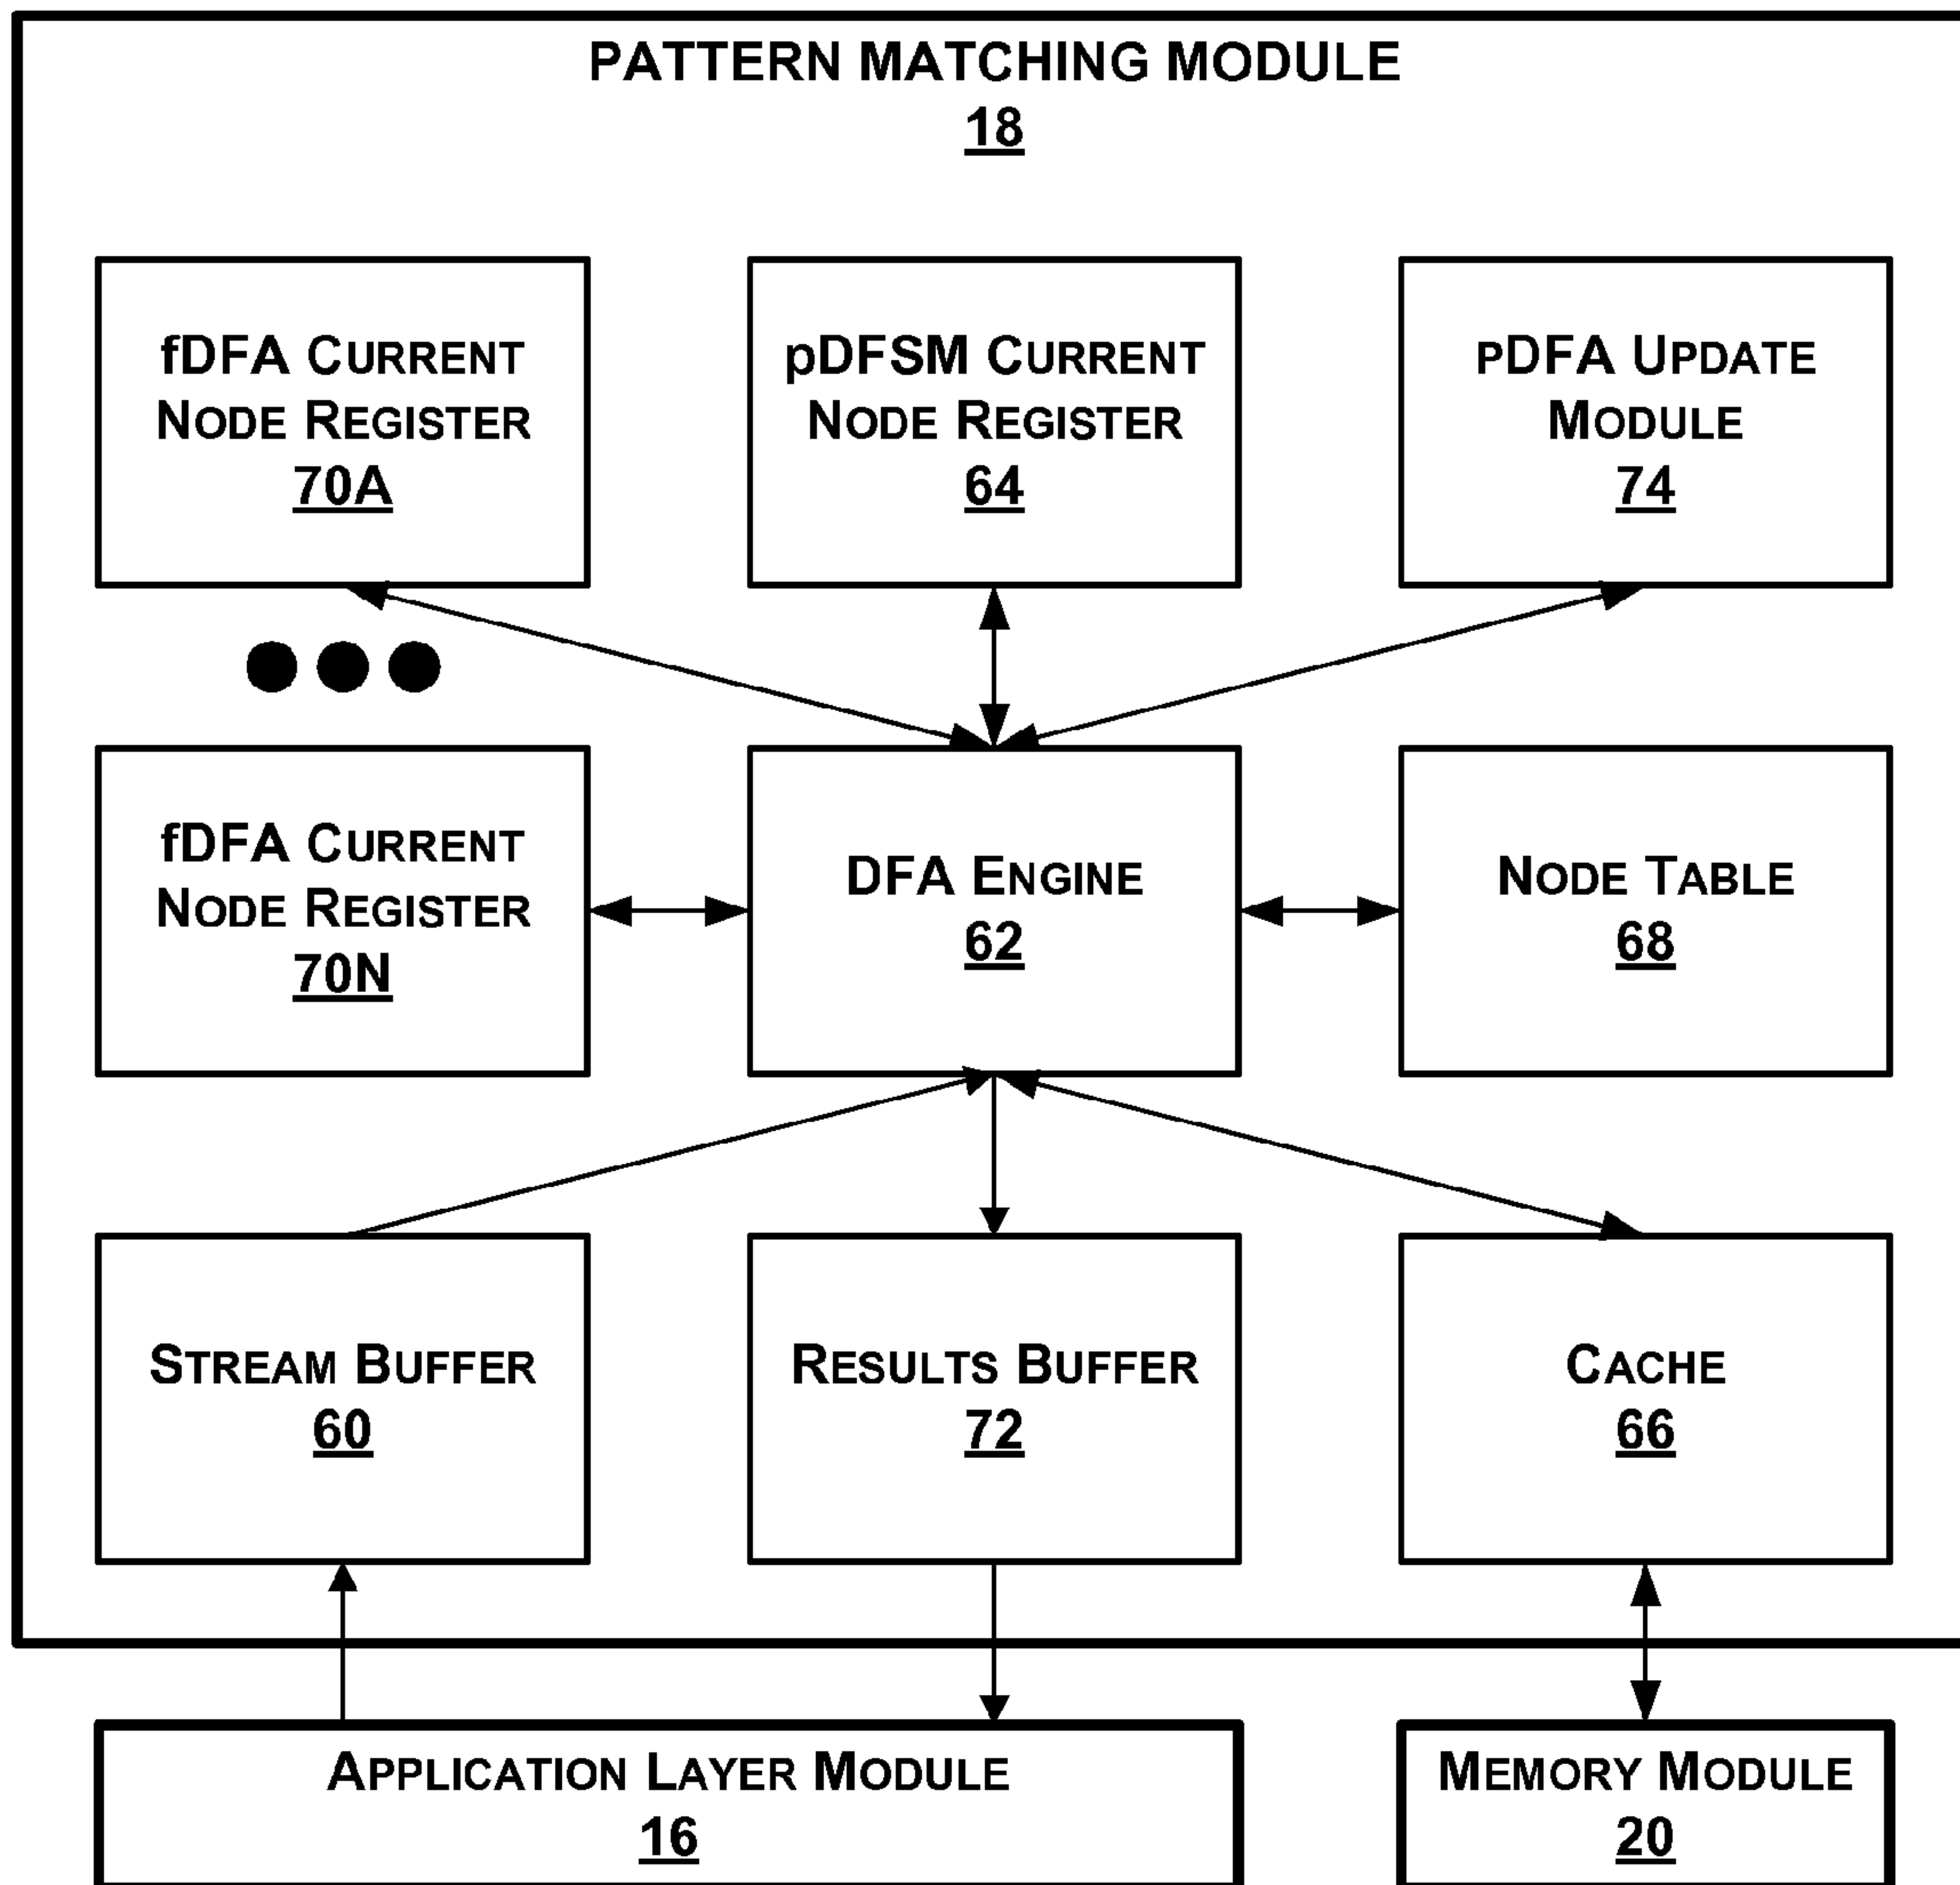 PATTERN MATCHING MODULE
18
fDFA CURRENT
NODE REGISTER
70A
pDFSM CURRENT
NODE REGISTER
64
PDFA UPDATE
MODULE
74
fDFA CURRENT
NODE REGISTER
70N
DFA ENGINE
62
NODE TABLE
68
STREAM BUFFER
60
RESULTS BUFFER
72
CACHE
66
APPLICATION LAYER MODULE
16
MEMORY MODULE
20